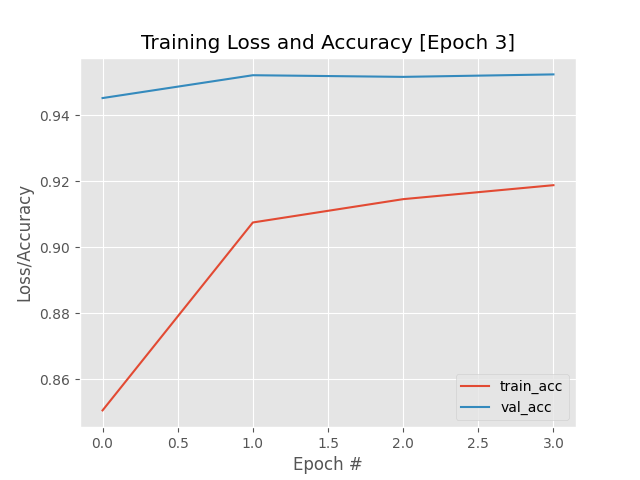 Training Loss and Accuracy [Epoch 3]
Loss/Accuracy
0.94
0.92
0.90
0.88
0.86
train_acc
val_acc
0.0 0.5 1.0 1.5 2.0 2.5 3.0
Epoch #